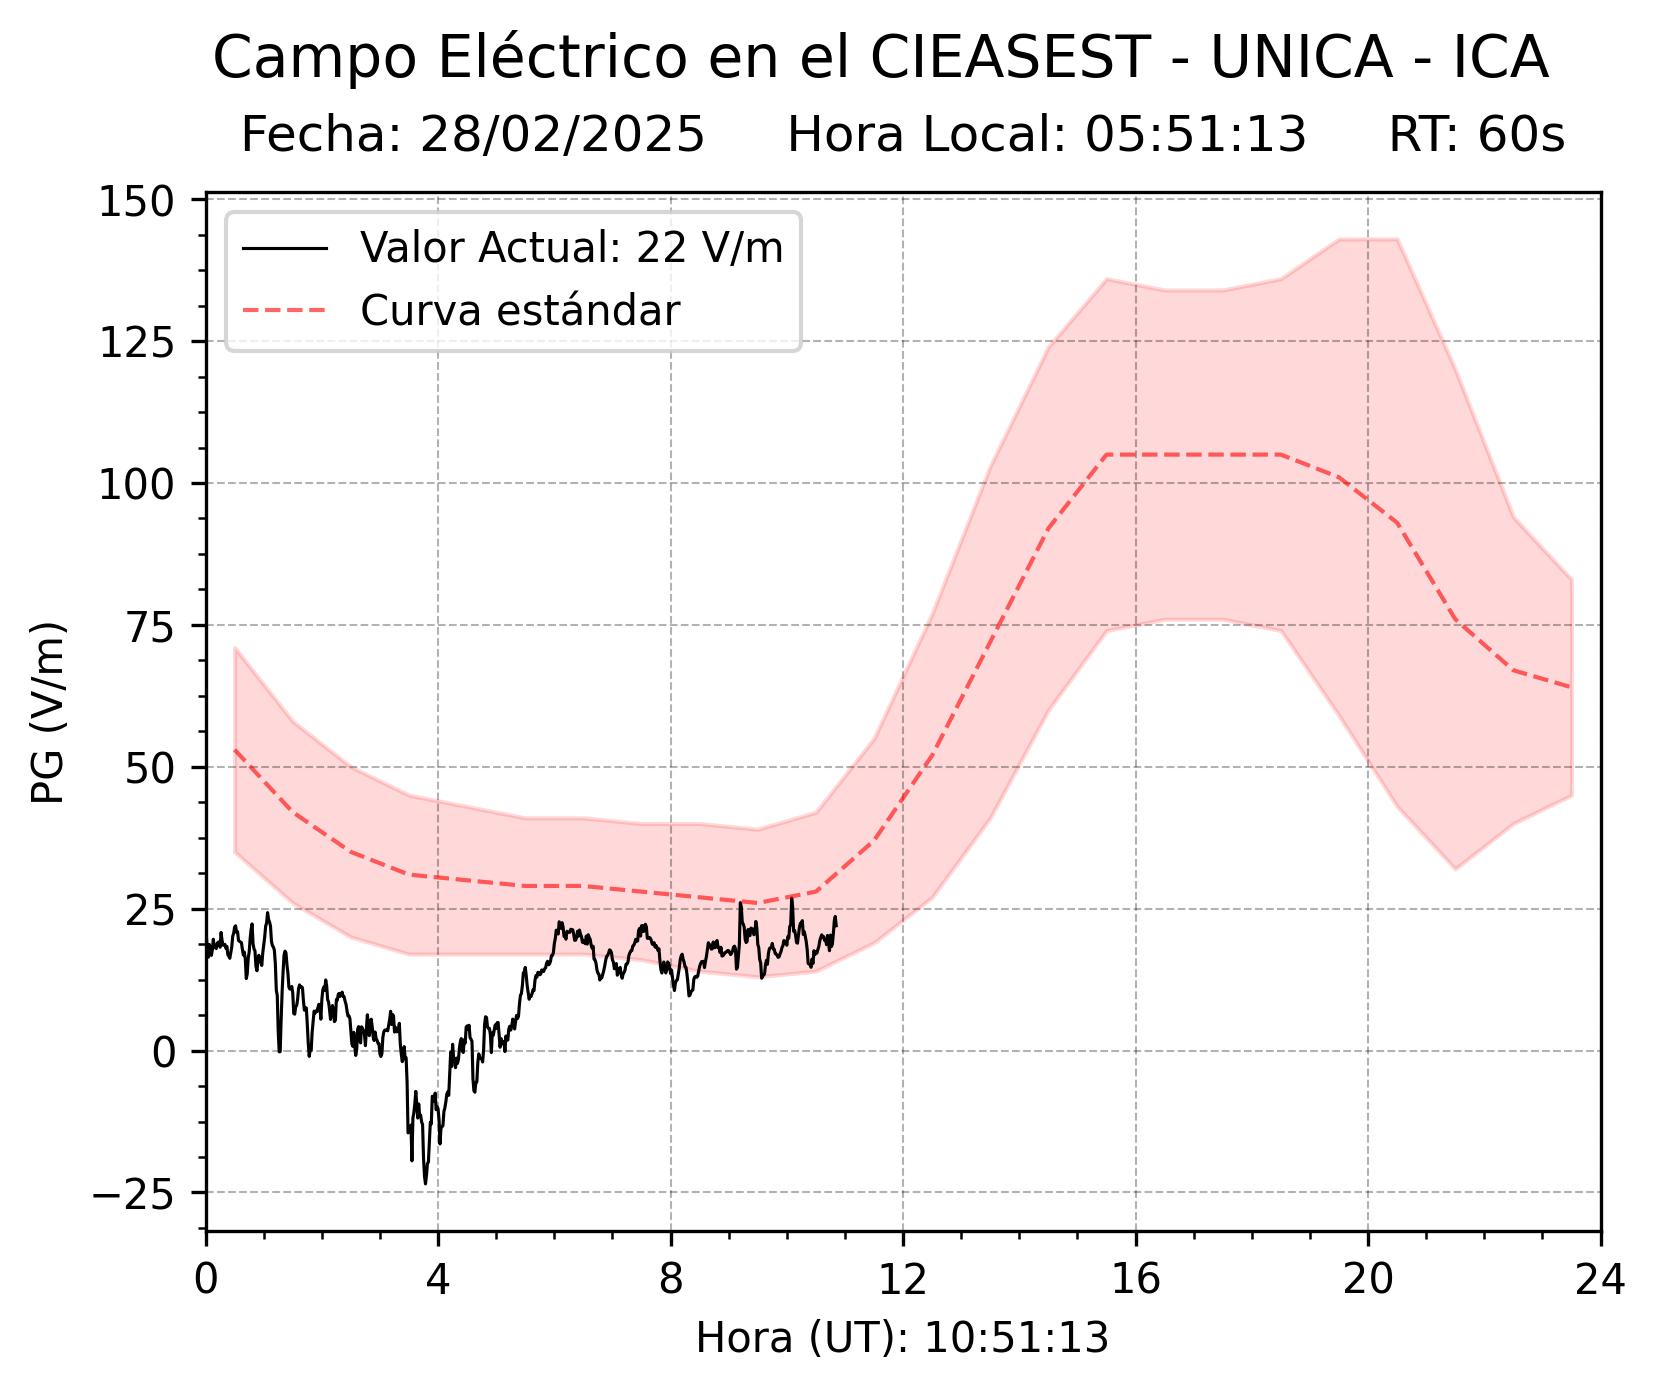 Campo Eléctrico en el CIEASEST - UNICA - ICA
Fecha: 28/02/2025 Hora Local: 05:51:13 RT: 60s
Valor Actual: 22 V/m
Curva estándar
PG (V/m)
150
125
100
75
50
25
0
−25
0 4 8 12 16 20 24
Hora (UT): 10:51:13